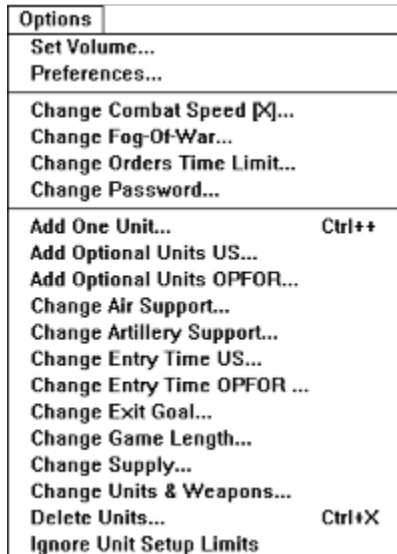 Options
Set Volume...
Preferences...
Change Combat Speed [X]...
Change Fog-Of-War...
Change Orders Time Limit...
Change Password...
Add One Unit... Ctrl++
Add Optional Units US...
Add Optional Units OPFOR...
Change Air Support...
Change Artillery Support...
Change Entry Time US...
Change Entry Time OPFOR ...
Change Exit Goal...
Change Game Length...
Change Supply...
Change Units & Weapons...
Delete Units... Ctrl+X
Ignore Unit Setup Limits